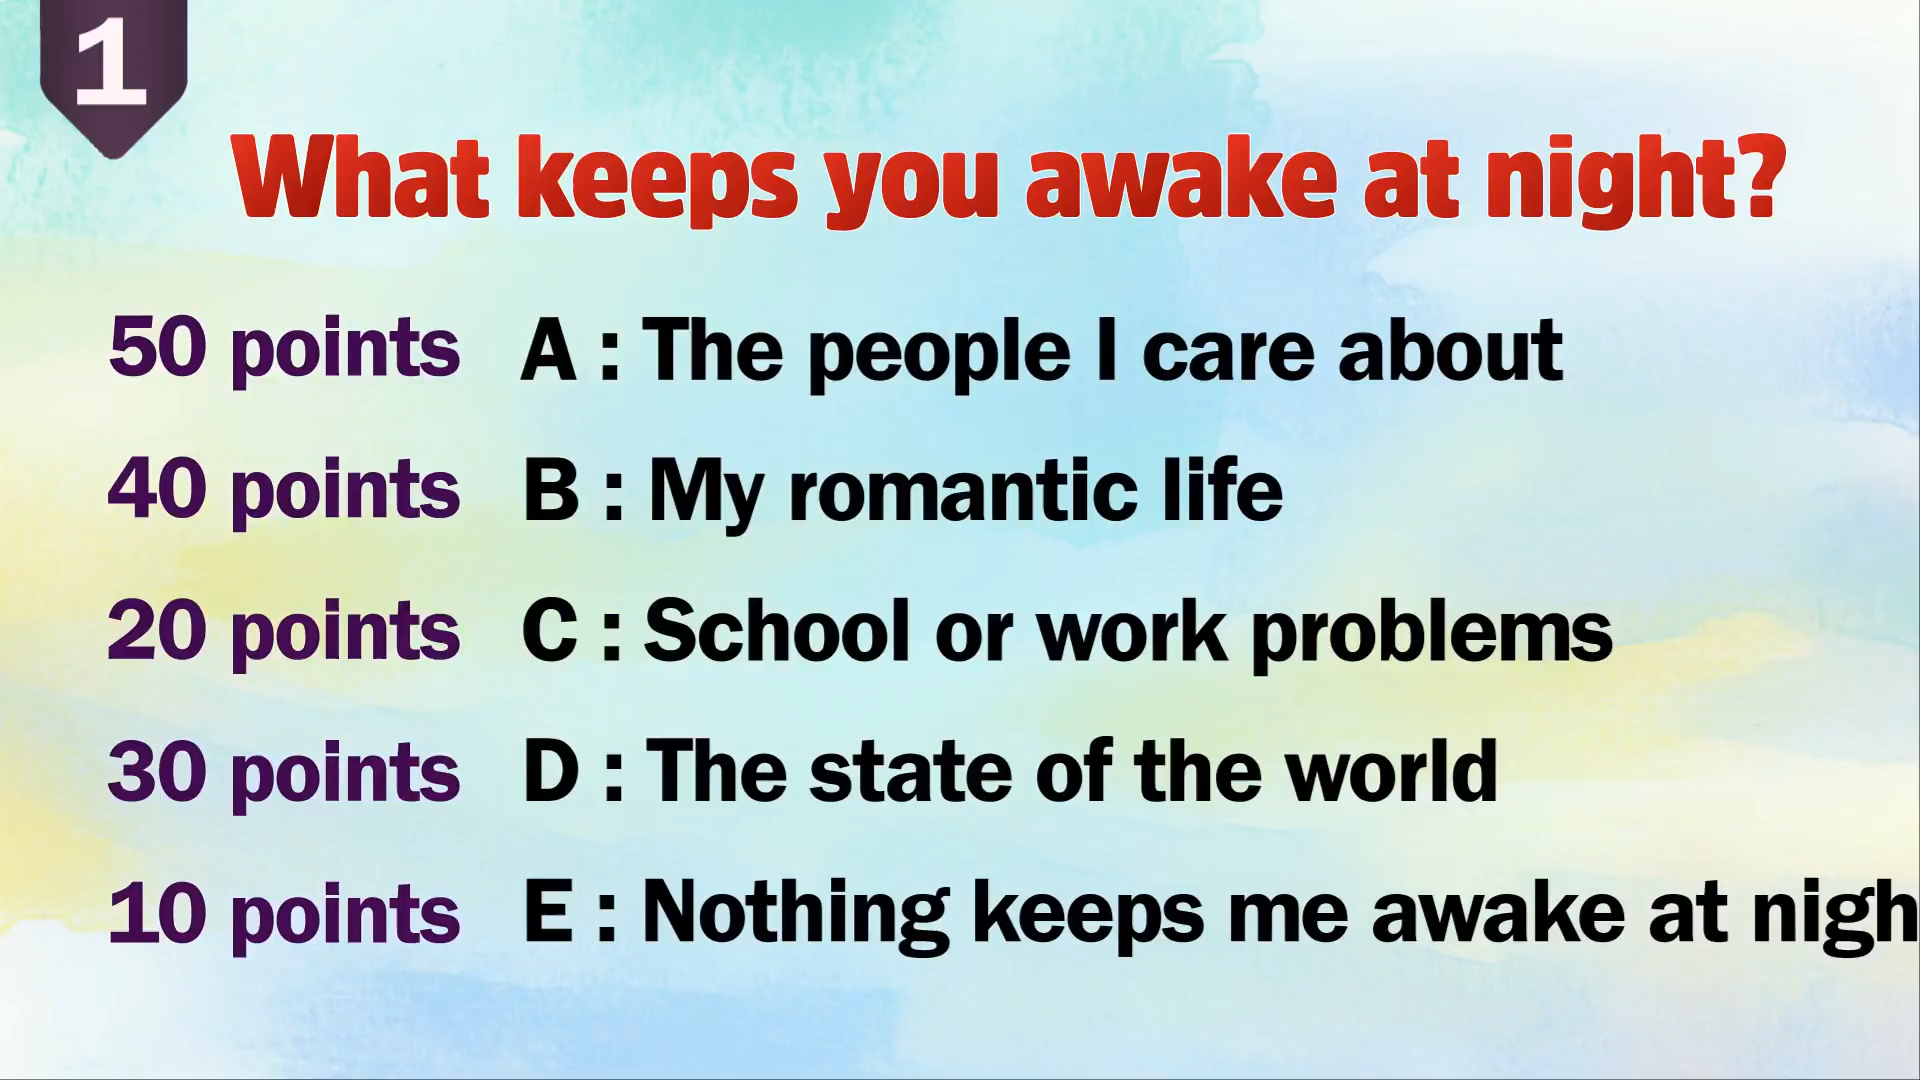 1
What keeps you awake at night?
50 points A : The people I care about
40 points B : My romantic life
20 points C : School or work problems
30 points D : The state of the world
10 points E : Nothing keeps me awake at nigh